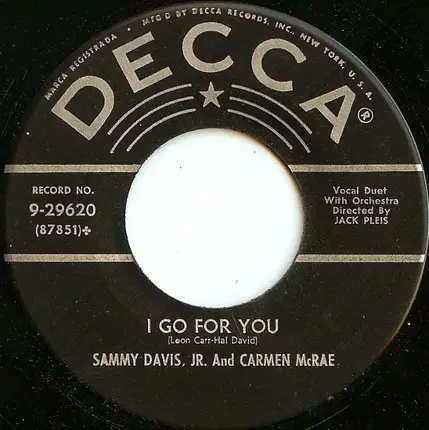 MARCA REGISTRADA • MFG'D BY DECCA RECORDS, INC., NEW YORK, U.S.A.
DECCA®
RECORD NO.
9-29620
(87851)✤
Vocal Duet
With Orchestra
Directed By
JACK PLEIS
I GO FOR YOU
(Leon Carr-Hal David)
SAMMY DAVIS, JR. And CARMEN McRAE